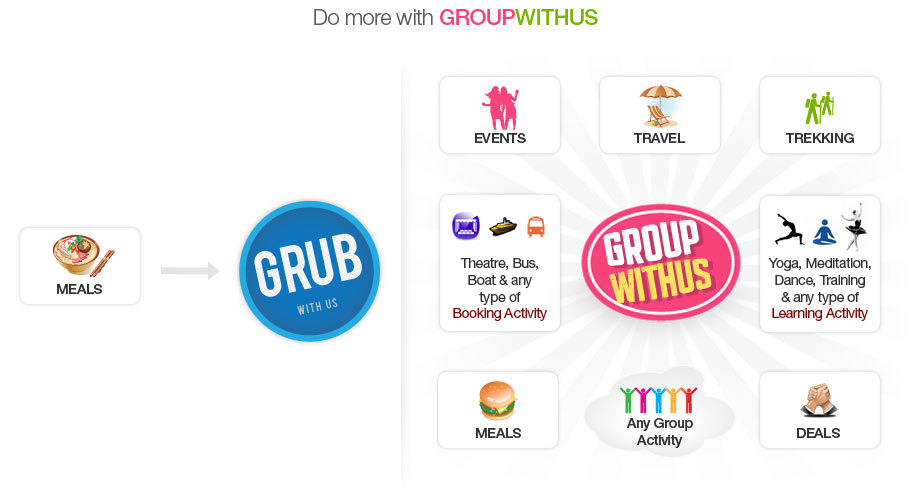 Do more with GROUPWITHUS
MEALS
GRUB
WITH US
EVENTS
TRAVEL
TREKKING
Theatre, Bus,
Boat & any
type of
Booking Activity
GROUP
WITHUS
Yoga, Meditation,
Dance, Training
& any type of
Learning Activity
MEALS
Any Group
Activity
DEALS